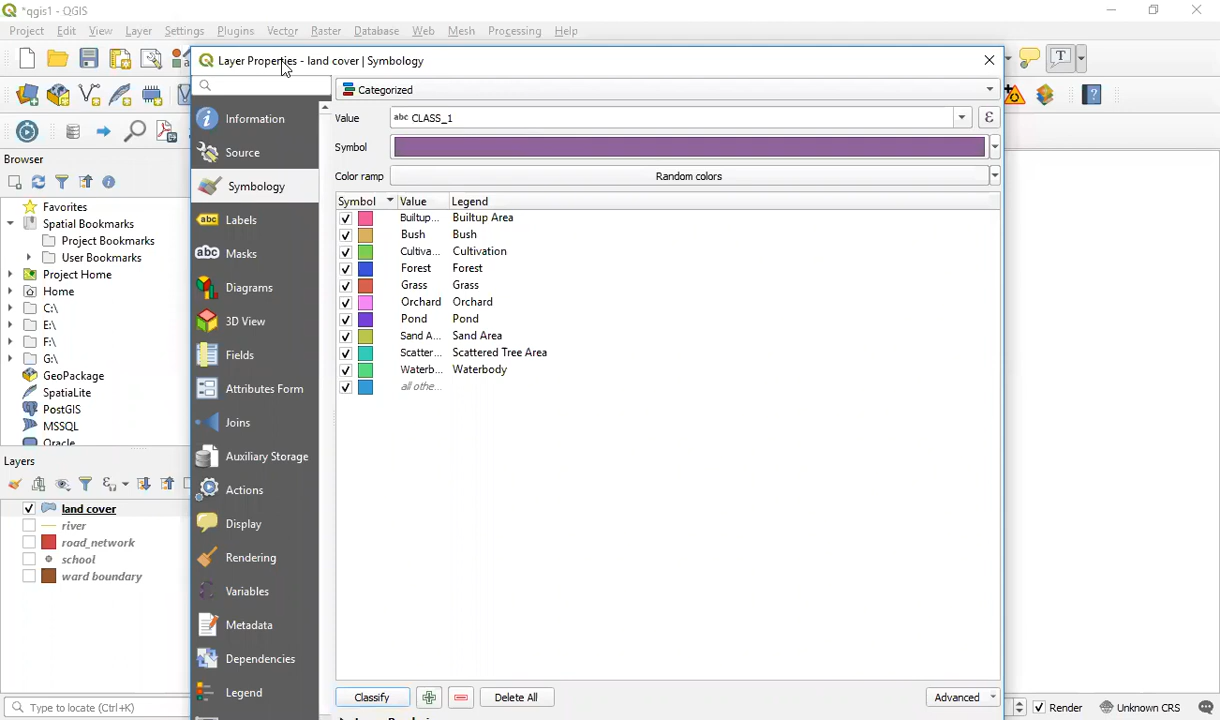 *qgis1 - QGIS
Project Edit View Layer Settings Plugins Vector Raster Database Web Mesh Processing Help
Layer Properties - land cover | Symbology
Categorized
Value abc CLASS_1 ε
Symbol
Color ramp Random colors
Symbol Value Legend
Builtup... Builtup Area
Bush Bush
Cultiva... Cultivation
Forest Forest
Grass Grass
Orchard Orchard
Pond Pond
Sand A... Sand Area
Scatter... Scattered Tree Area
Waterb... Waterbody
all othe...
Information
Source
Symbology
abc Labels
abc Masks
Diagrams
3D View
Fields
Attributes Form
Joins
Auxiliary Storage
Actions
Display
Rendering
Variables
Metadata
Dependencies
Legend
Browser
Favorites
Spatial Bookmarks
Project Bookmarks
User Bookmarks
Project Home
Home
C:\
E:\
F:\
G:\
GeoPackage
SpatiaLite
PostGIS
MSSQL
Oracle
Layers
land cover
river
road_network
school
ward boundary
Classify Delete All Advanced
Type to locate (Ctrl+K) Render Unknown CRS